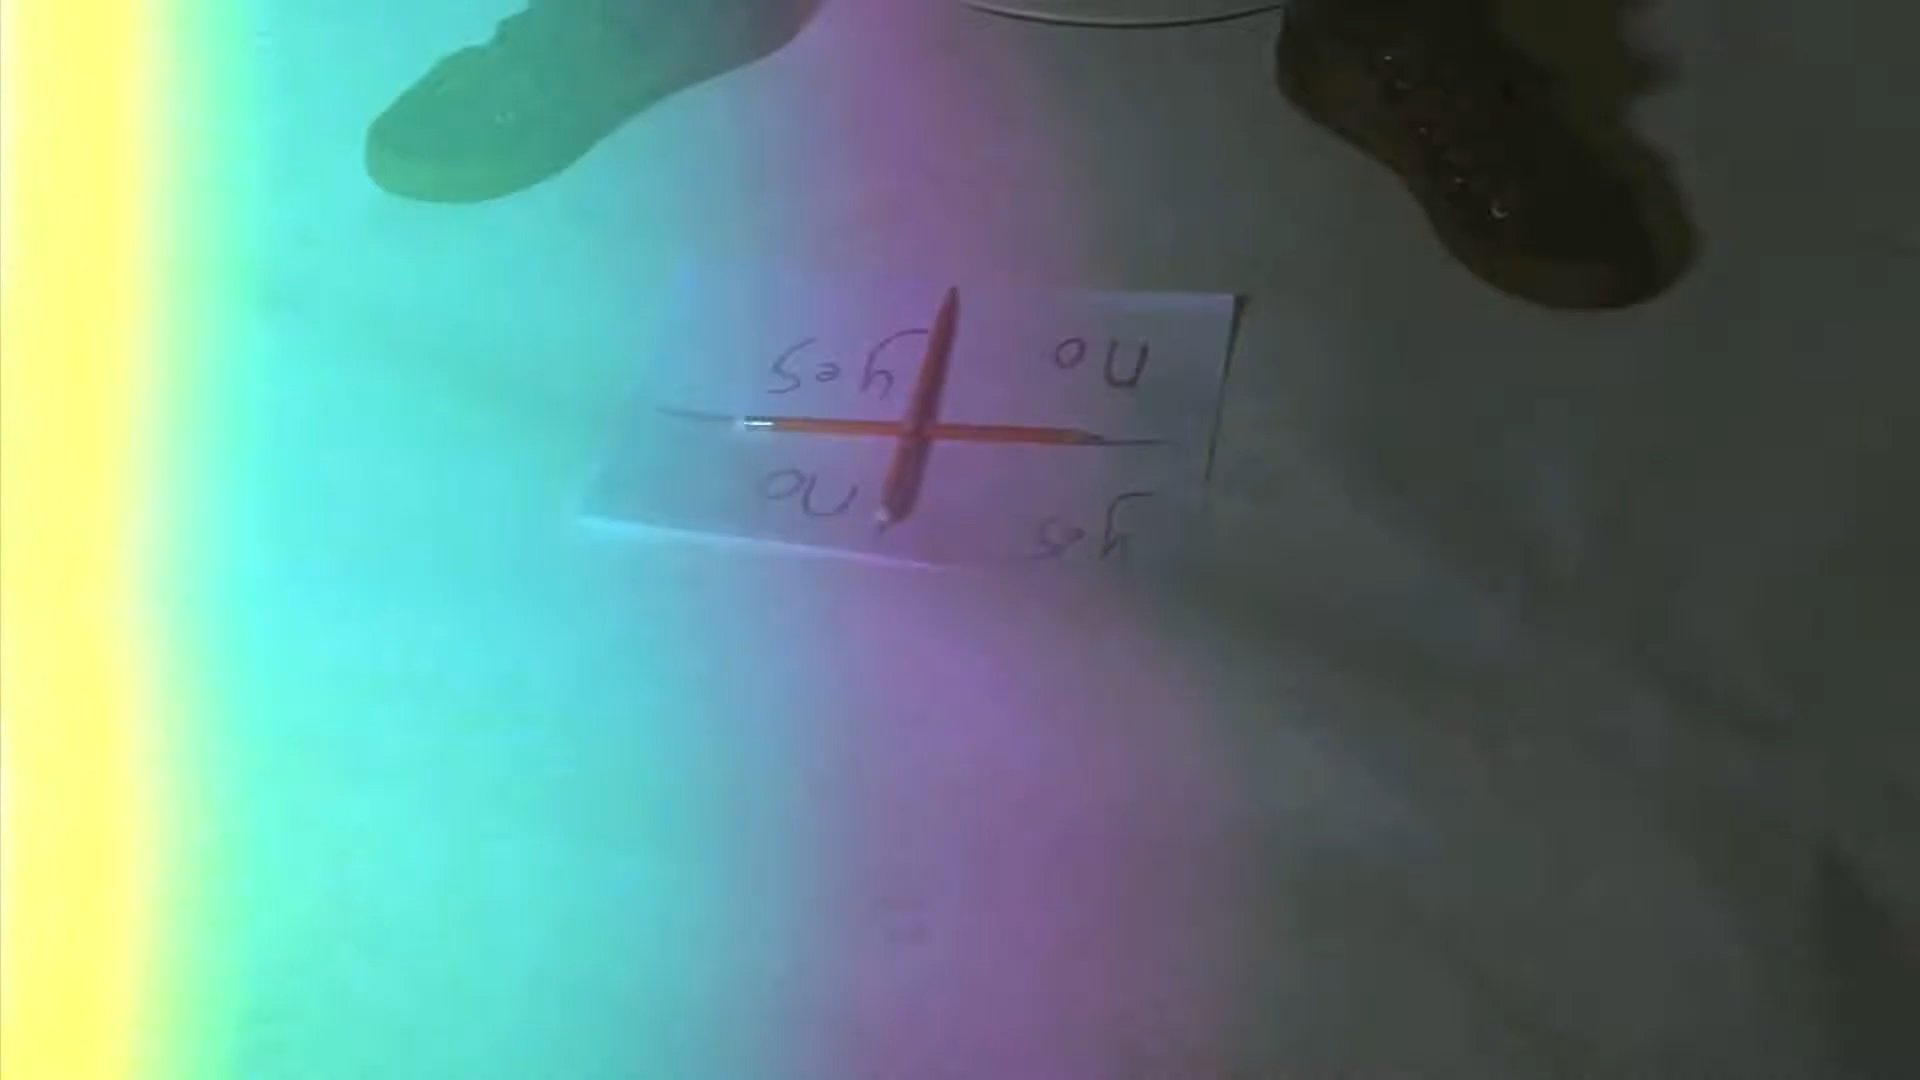 yes no
no yes